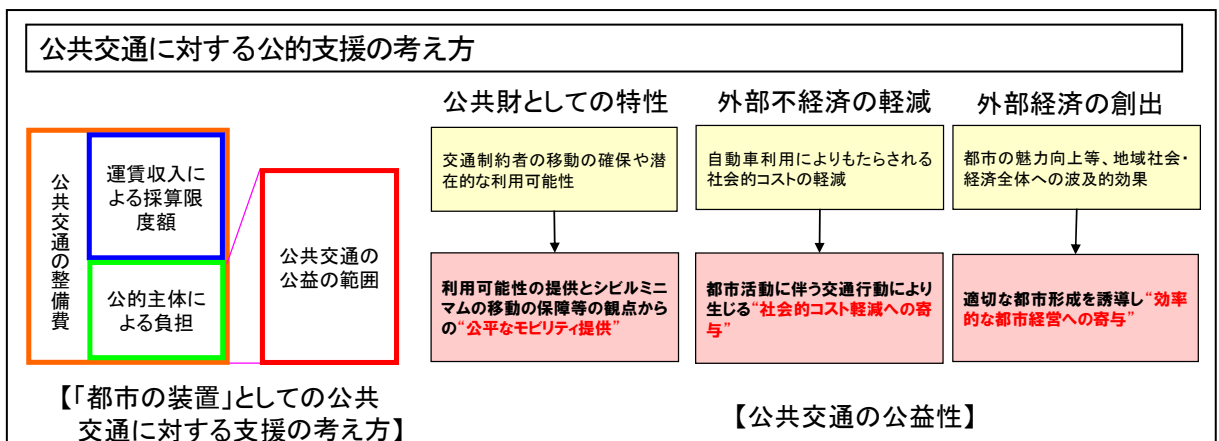 公共交通に対する公的支援の考え方
公共交通の整備費
運賃収入に
よる採算限
度額
公的主体に
よる負担
公共交通の
公益の範囲
【「都市の装置」としての公共
交通に対する支援の考え方】
公共財としての特性
交通制約者の移動の確保や潜
在的な利用可能性
利用可能性の提供とシビルミニ
マムの移動の保障等の観点から
の“公平なモビリティ提供”
外部不経済の軽減
自動車利用によりもたらされる
社会的コストの軽減
都市活動に伴う交通行動により
生じる“社会的コスト軽減への寄
与”
外部経済の創出
都市の魅力向上等、地域社会・
経済全体への波及的効果
適切な都市形成を誘導し“効率
的な都市経営への寄与”
【公共交通の公益性】